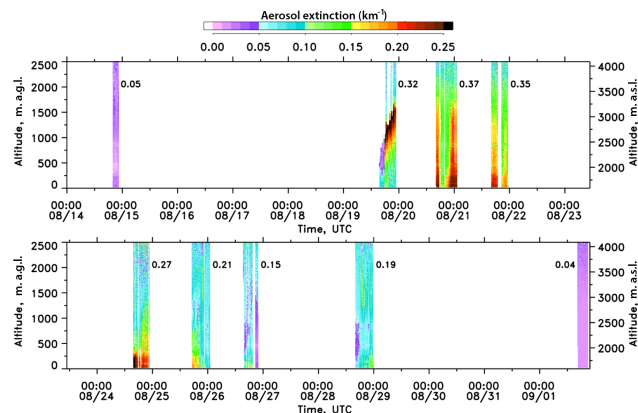 Aerosol extinction (km-1)
0.00 0.05 0.10 0.15 0.20 0.25
Altitude, m. a.g.l.
2500 2000 1500 1000 500 0
0.05 0.32 0.37 0.35
4000 3500 3000 2500 2000
Altitude, m. a.s.l.
00:00 00:00 00:00 00:00 00:00 00:00 00:00 00:00 00:00 00:00
08/14 08/15 08/16 08/17 08/18 08/19 08/20 08/21 08/22 08/23
Time, UTC
Altitude, m. a.g.l.
2500 2000 1500 1000 500 0
0.27 0.21 0.15 0.19 0.04
4000 3500 3000 2500 2000
Altitude, m. a.s.l.
00:00 00:00 00:00 00:00 00:00 00:00 00:00 00:00 00:00
08/24 08/25 08/26 08/27 08/28 08/29 08/30 08/31 09/01
Time, UTC